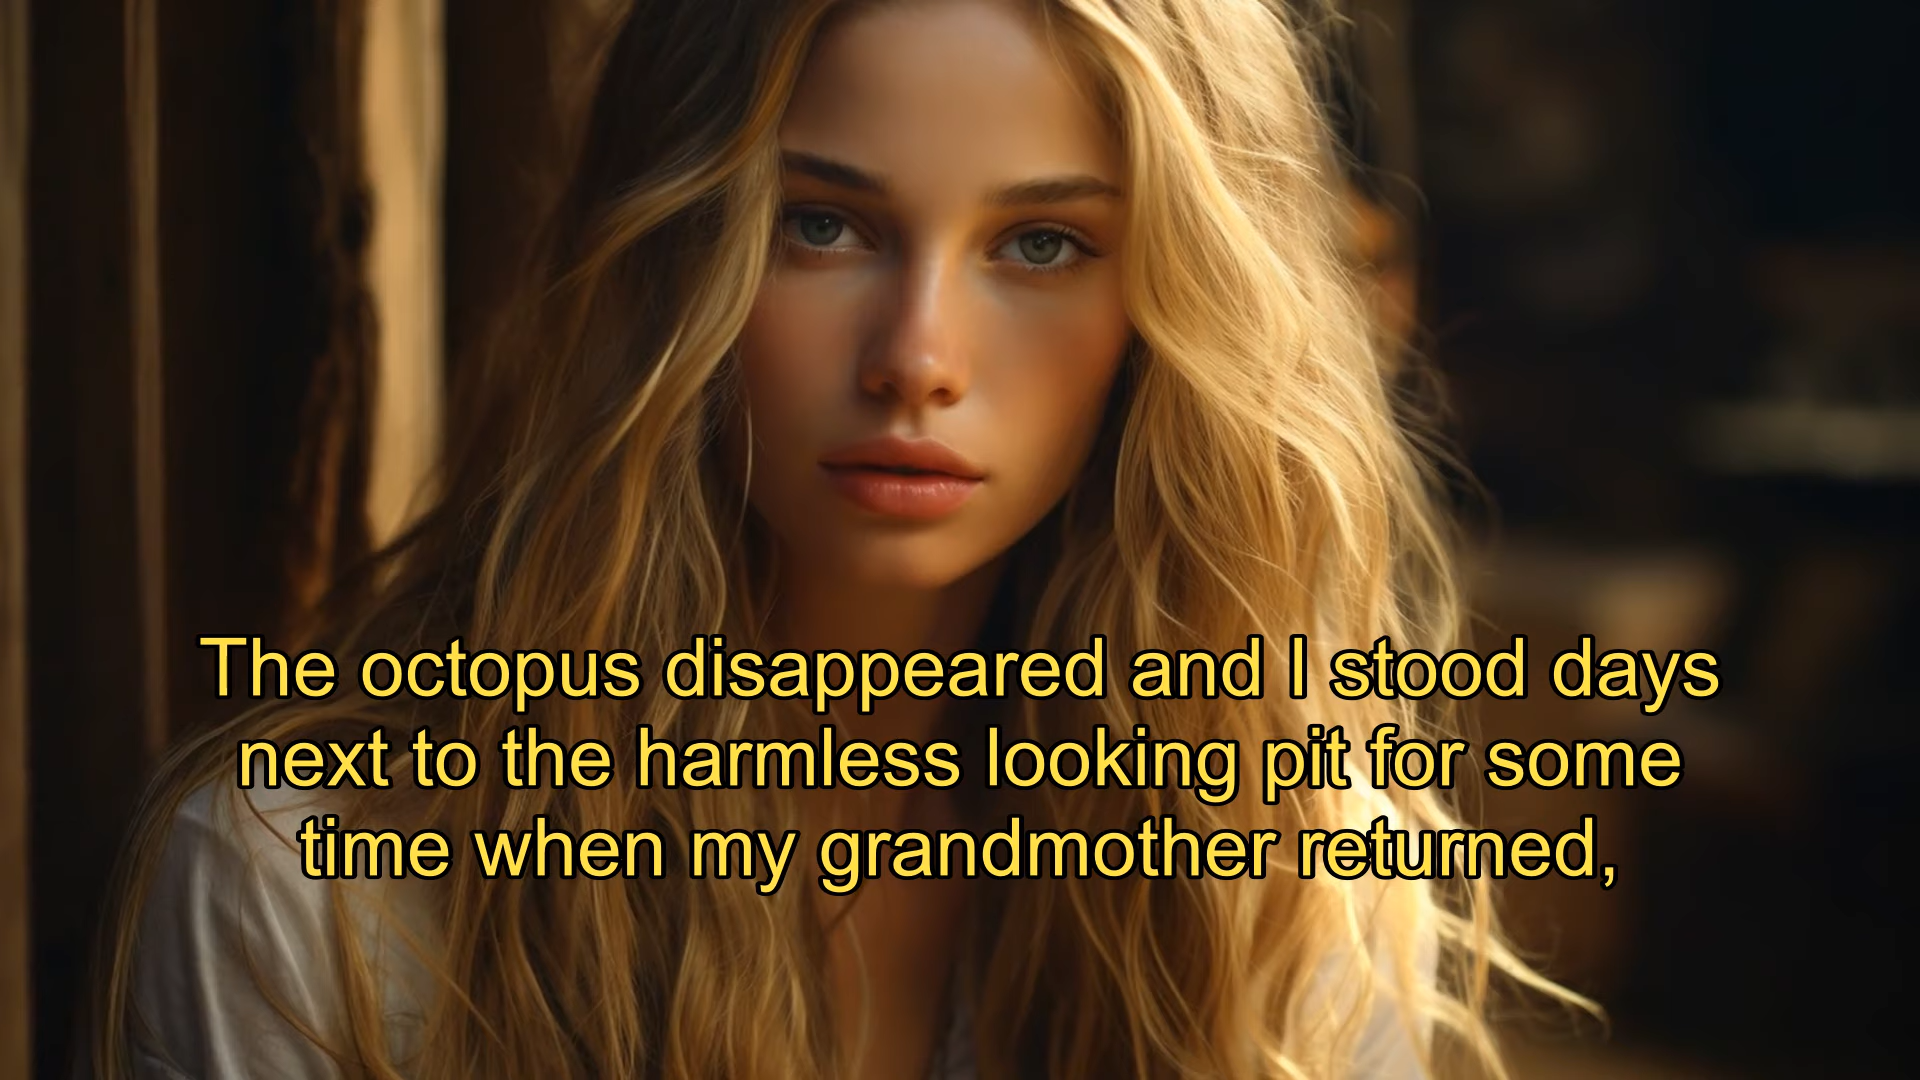 The octopus disappeared and I stood days
next to the harmless looking pit for some
time when my grandmother returned,